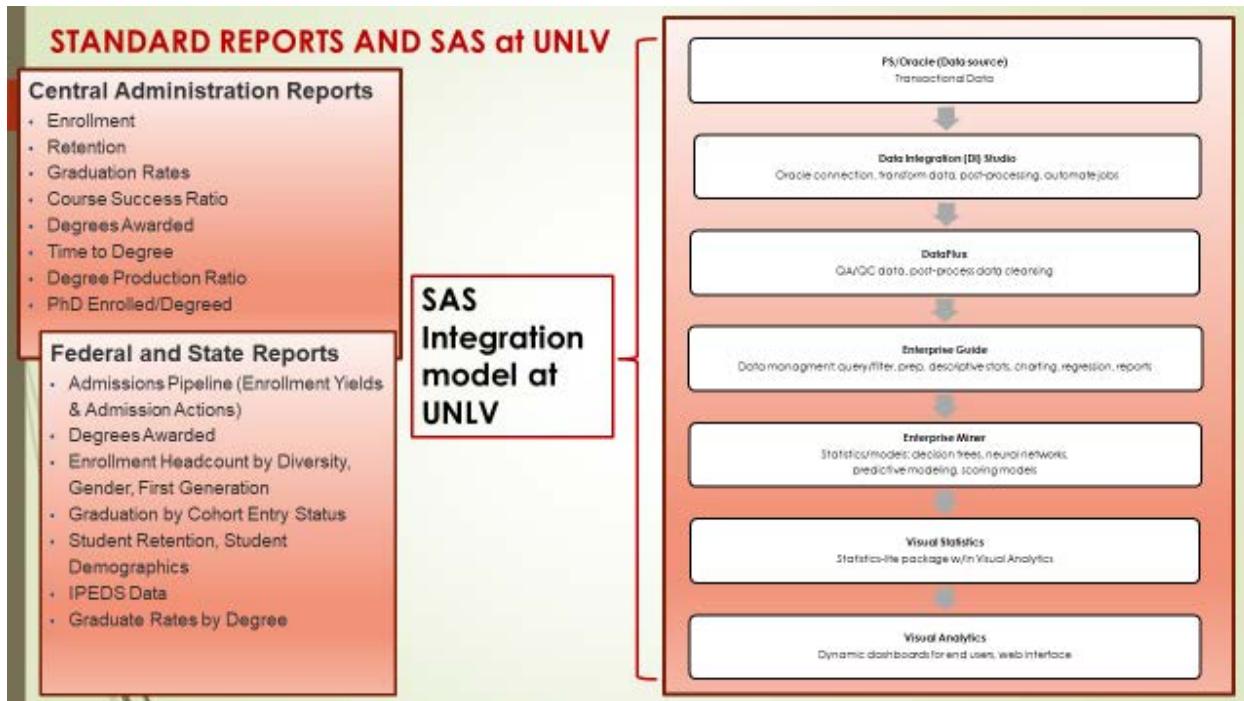 STANDARD REPORTS AND SAS at UNLV
Central Administration Reports
• Enrollment
• Retention
• Graduation Rates
• Course Success Ratio
• Degrees Awarded
• Time to Degree
• Degree Production Ratio
• PhD Enrolled/Degreed
Federal and State Reports
• Admissions Pipeline (Enrollment Yields
& Admission Actions)
• Degrees Awarded
• Enrollment Headcount by Diversity,
Gender, First Generation
• Graduation by Cohort Entry Status
• Student Retention, Student
Demographics
• IPEDS Data
• Graduate Rates by Degree
SAS
Integration
model at
UNLV
PS/Oracle (Data source)
Transactional Data
Data Integration (DI) Studio
Oracle connection, transform data, post-processing, automate jobs
DataFlux
QA/QC data, post-process data cleansing
Enterprise Guide
Data managment: query/filter, prep, descriptive stats, charting, regression, reports
Enterprise Miner
Statistics/models: decision trees, neural networks,
predictive modeling, scoring models
Visual Statistics
Statistics-lite package w/in Visual Analytics
Visual Analytics
Dynamic dashboards for end users, web interface